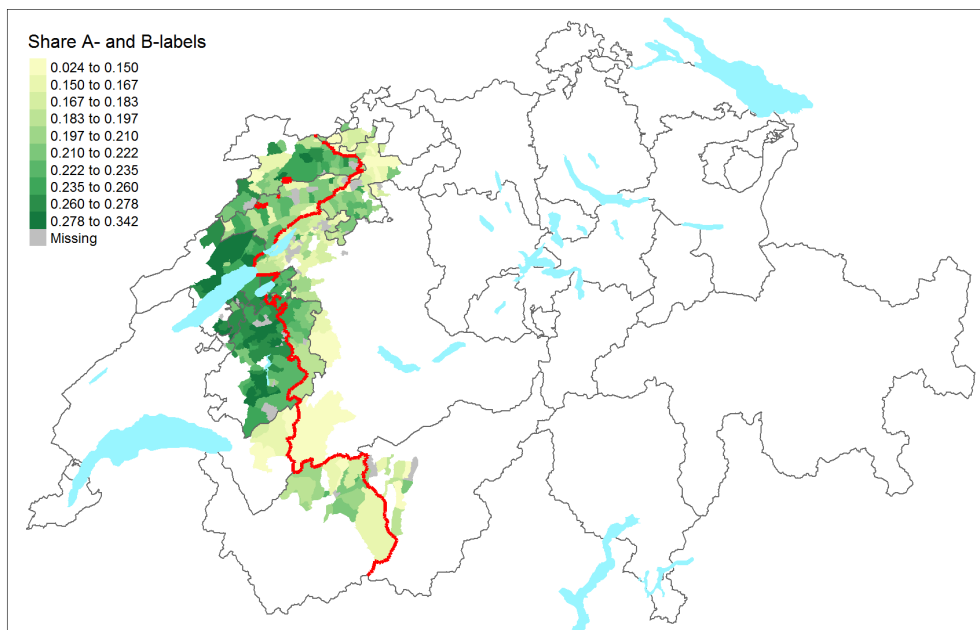 Share A- and B-labels
0.024 to 0.150
0.150 to 0.167
0.167 to 0.183
0.183 to 0.197
0.197 to 0.210
0.210 to 0.222
0.222 to 0.235
0.235 to 0.260
0.260 to 0.278
0.278 to 0.342
Missing